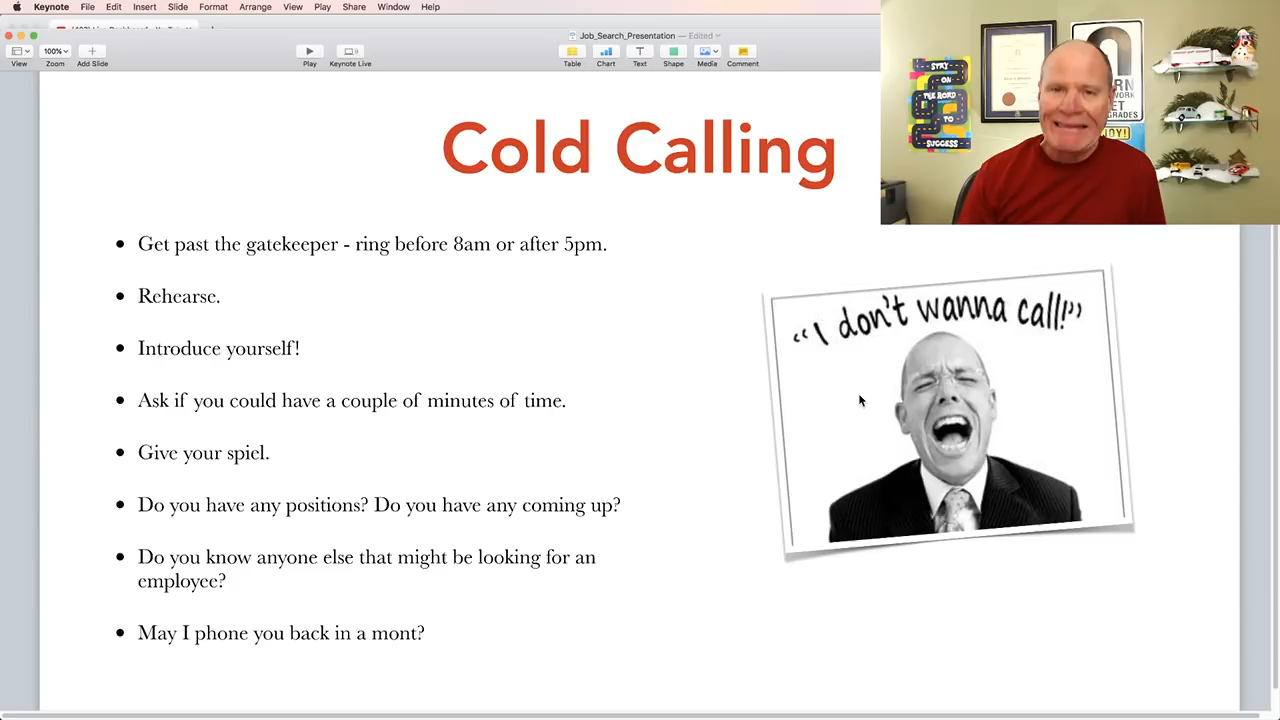 Keynote File Edit Insert Slide Format Arrange View Play Share Window Help
Job_Search_Presentation — Edited
100%
View Zoom Add Slide Play Keynote Live Table Chart Text Shape Media Comment
Cold Calling
• Get past the gatekeeper - ring before 8am or after 5pm.
• Rehearse.
• Introduce yourself!
• Ask if you could have a couple of minutes of time.
• Give your spiel.
• Do you have any positions? Do you have any coming up?
• Do you know anyone else that might be looking for an
employee?
• May I phone you back in a mont?
“I don't wanna call!”
STAY
ON
THE ROAD
TO
SUCCESS
GRADES